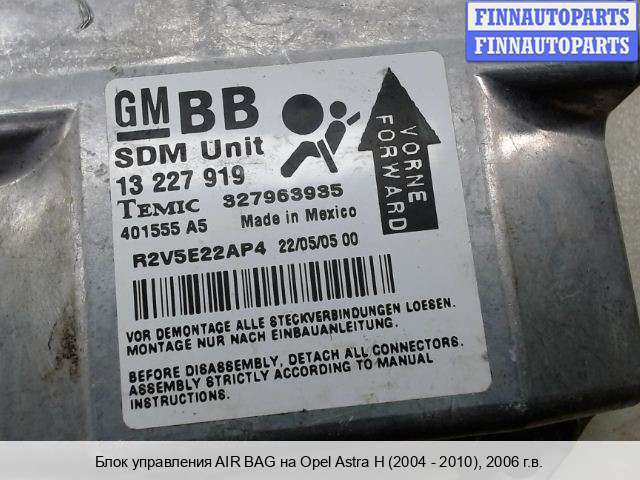 FINNAUTOPARTS
FINNAUTOPARTS
GM BB
SDM Unit
13 227 919
TEMIC 327963935
401555 A5 Made in Mexico
R2V5E22AP4 22/05/05 00
VORNE
FORWARD
VOR DEMONTAGE ALLE STECKVERBINDUNGEN LOESEN.
MONTAGE NUR NACH EINBAUANLEITUNG.
BEFORE DISASSEMBLY, DETACH ALL CONNECTORS.
ASSEMBLY STRICTLY ACCORDING TO MANUAL
INSTRUCTIONS.
Блок управления AIR BAG на Opel Astra H (2004 - 2010), 2006 г.в.